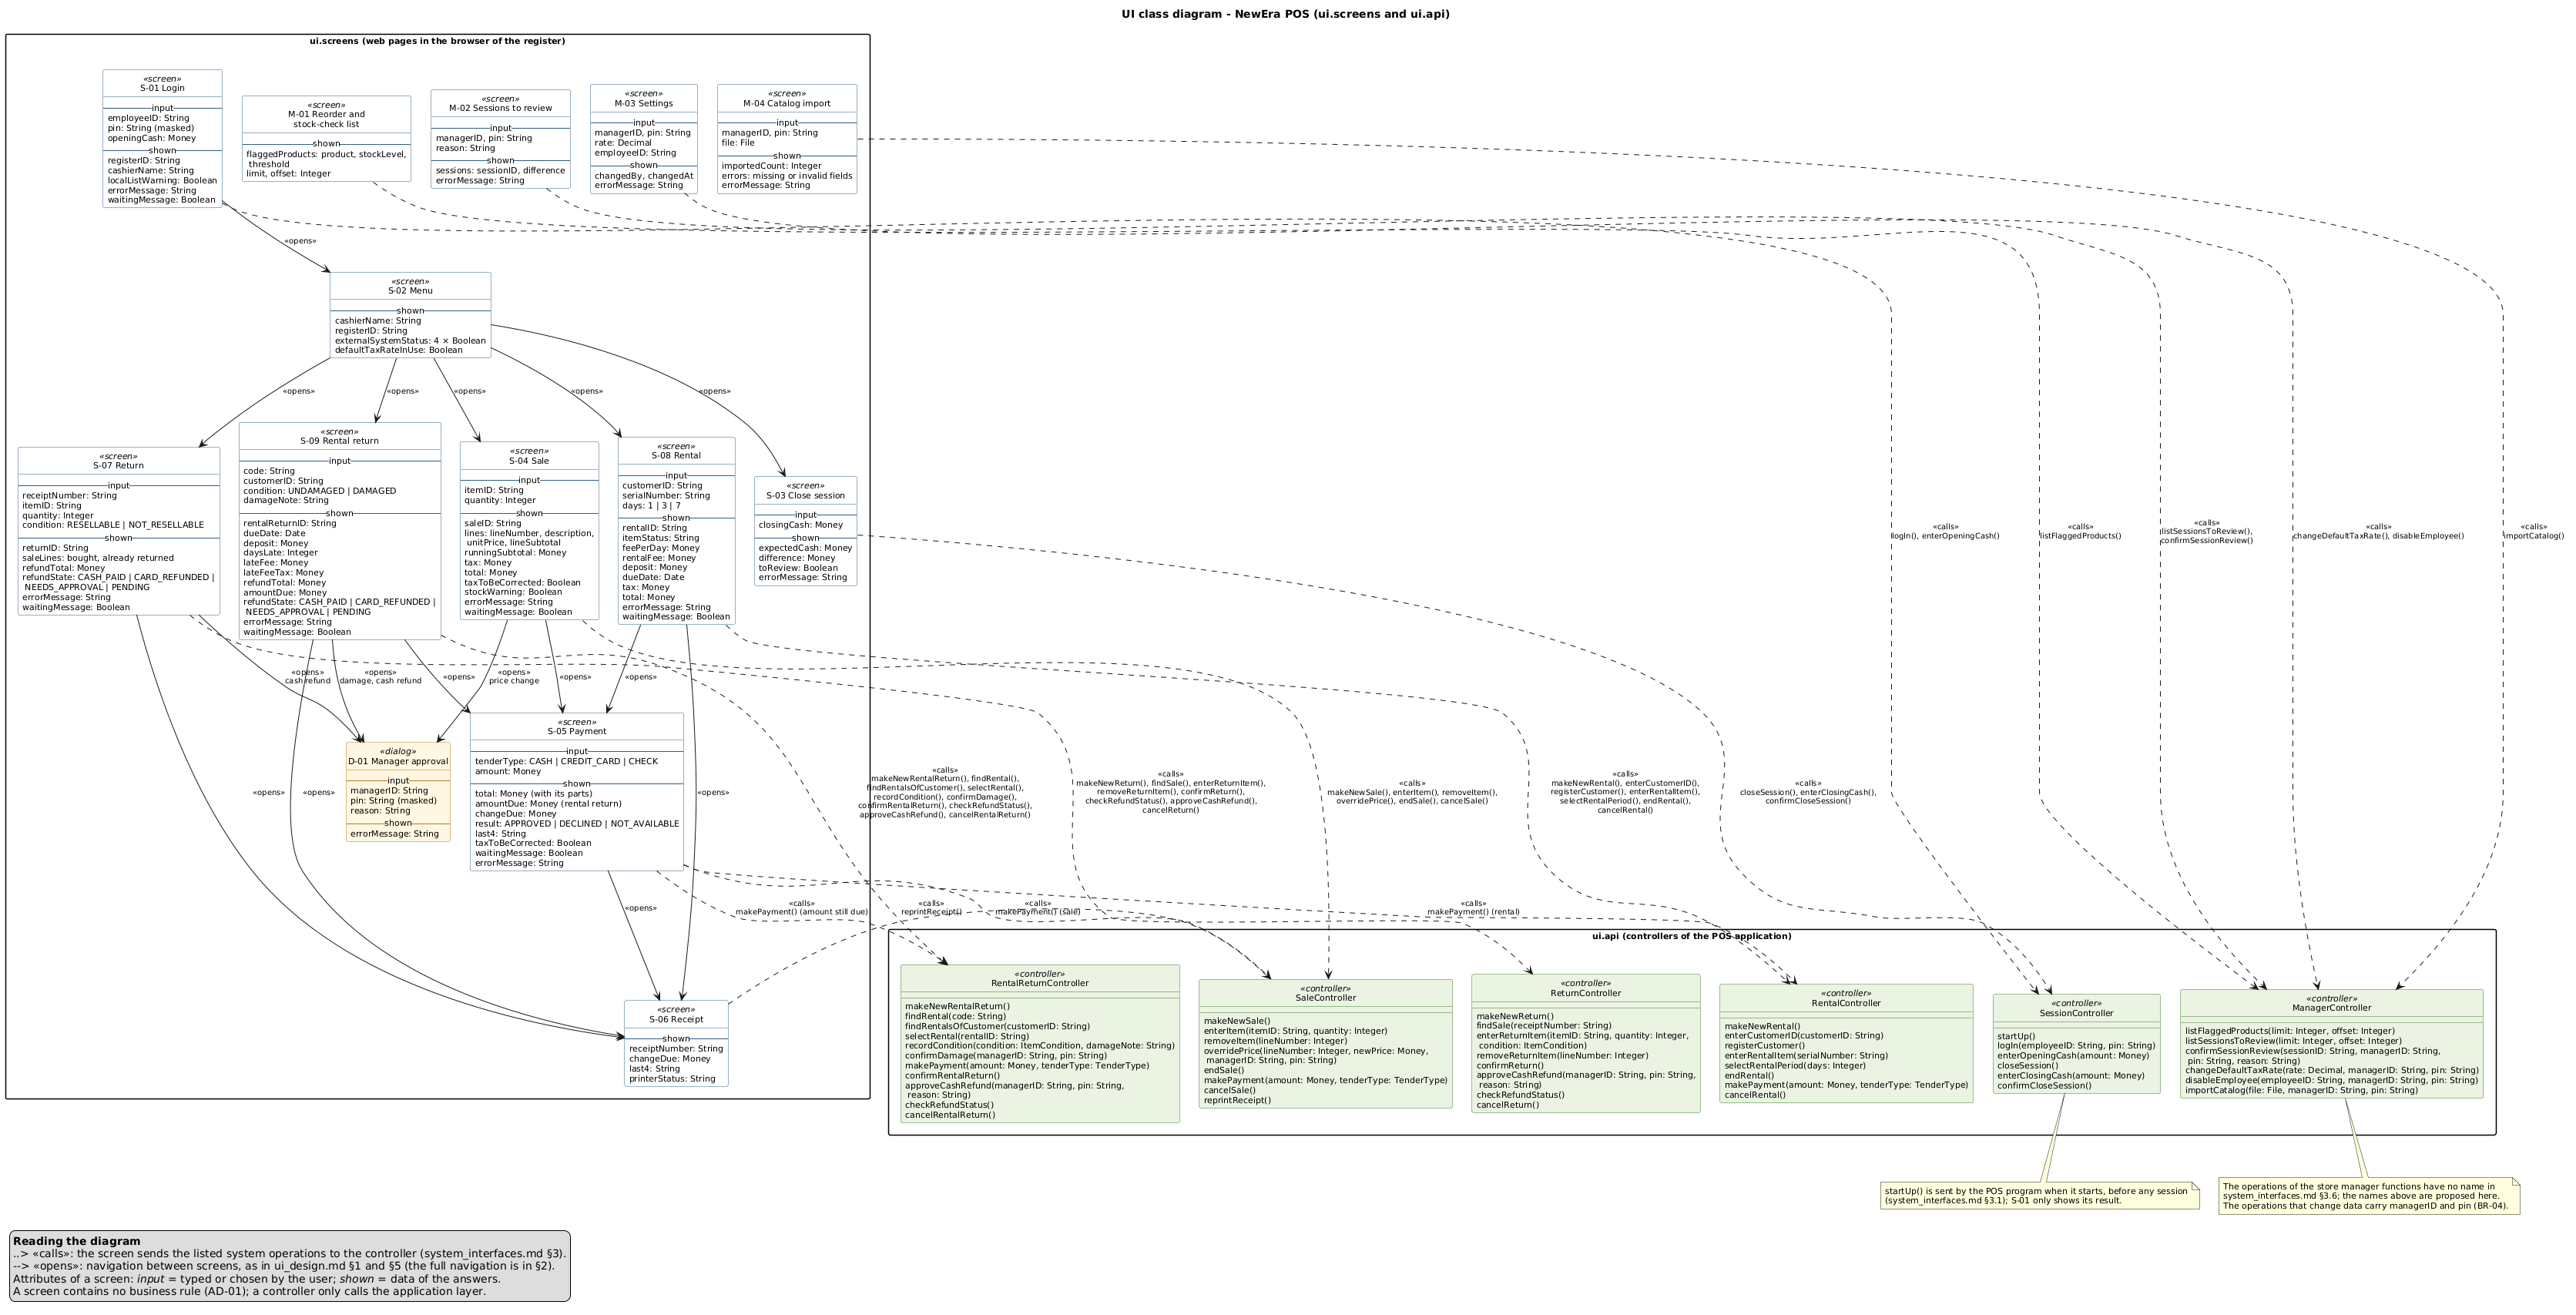 UI class diagram - NewEra POS (ui.screens and ui.api)
ui.screens (web pages in the browser of the register)
«screen»
S-01 Login
input
employeeID: String
pin: String (masked)
openingCash: Money
shown
registerID: String
cashierName: String
localListWarning: Boolean
errorMessage: String
waitingMessage: Boolean
«screen»
M-01 Reorder and
stock-check list
shown
flaggedProducts: product, stockLevel,
threshold
limit, offset: Integer
«screen»
M-02 Sessions to review
input
managerID, pin: String
reason: String
shown
sessions: sessionID, difference
errorMessage: String
«screen»
M-03 Settings
input
managerID, pin: String
rate: Decimal
employeeID: String
shown
changedBy, changedAt
errorMessage: String
«screen»
M-04 Catalog import
input
managerID, pin: String
file: File
shown
importedCount: Integer
errors: missing or invalid fields
errorMessage: String
«opens»
«screen»
S-02 Menu
shown
cashierName: String
registerID: String
externalSystemStatus: 4 × Boolean
defaultTaxRateInUse: Boolean
«opens»
«opens»
«opens»
«opens»
«opens»
«screen»
S-07 Return
input
receiptNumber: String
itemID: String
quantity: Integer
condition: RESELLABLE | NOT_RESELLABLE
shown
returnID: String
saleLines: bought, already returned
refundTotal: Money
refundState: CASH_PAID | CARD_REFUNDED |
NEEDS_APPROVAL | PENDING
errorMessage: String
waitingMessage: Boolean
«screen»
S-09 Rental return
input
code: String
customerID: String
condition: UNDAMAGED | DAMAGED
damageNote: String
shown
rentalReturnID: String
dueDate: Date
deposit: Money
daysLate: Integer
lateFee: Money
lateFeeTax: Money
refundTotal: Money
amountDue: Money
refundState: CASH_PAID | CARD_REFUNDED |
NEEDS_APPROVAL | PENDING
errorMessage: String
waitingMessage: Boolean
«screen»
S-04 Sale
input
itemID: String
quantity: Integer
shown
saleID: String
lines: lineNumber, description,
unitPrice, lineSubtotal
runningSubtotal: Money
tax: Money
total: Money
taxToBeCorrected: Boolean
stockWarning: Boolean
errorMessage: String
waitingMessage: Boolean
«screen»
S-08 Rental
input
customerID: String
serialNumber: String
days: 1 | 3 | 7
shown
rentalID: String
itemStatus: String
feePerDay: Money
rentalFee: Money
deposit: Money
dueDate: Date
tax: Money
total: Money
errorMessage: String
waitingMessage: Boolean
«screen»
S-03 Close session
input
closingCash: Money
shown
expectedCash: Money
difference: Money
toReview: Boolean
errorMessage: String
«calls»
logIn(), enterOpeningCash()
«calls»
listFlaggedProducts()
«calls»
listSessionsToReview(),
confirmSessionReview()
«calls»
changeDefaultTaxRate(), disableEmployee()
«calls»
importCatalog()
«opens»
cash refund
«opens»
damage, cash refund
«opens»
«opens»
price change
«opens»
«opens»
«dialog»
D-01 Manager approval
input
managerID: String
pin: String (masked)
reason: String
shown
errorMessage: String
«screen»
S-05 Payment
input
tenderType: CASH | CREDIT_CARD | CHECK
amount: Money
shown
total: Money (with its parts)
amountDue: Money (rental return)
changeDue: Money
result: APPROVED | DECLINED | NOT_AVAILABLE
last4: String
taxToBeCorrected: Boolean
waitingMessage: Boolean
errorMessage: String
«opens»
«opens»
«opens»
«calls»
makeNewRentalReturn(), findRental(),
findRentalsOfCustomer(), selectRental(),
recordCondition(), confirmDamage(),
confirmRentalReturn(), checkRefundStatus(),
approveCashRefund(), cancelRentalReturn()
«calls»
makeNewReturn(), findSale(), enterReturnItem(),
removeReturnItem(), confirmReturn(),
checkRefundStatus(), approveCashRefund(),
cancelReturn()
«calls»
makeNewSale(), enterItem(), removeItem(),
overridePrice(), endSale(), cancelSale()
«calls»
makeNewRental(), enterCustomerID(),
registerCustomer(), enterRentalItem(),
selectRentalPeriod(), endRental(),
cancelRental()
«calls»
closeSession(), enterClosingCash(),
confirmCloseSession()
«opens»
«calls»
makePayment() (amount still due)
«calls»
reprintReceipt()
«calls»
makePayment() (sale)
«calls»
makePayment() (rental)
«screen»
S-06 Receipt
shown
receiptNumber: String
changeDue: Money
last4: String
printerStatus: String
ui.api (controllers of the POS application)
«controller»
RentalReturnController
makeNewRentalReturn()
findRental(code: String)
findRentalsOfCustomer(customerID: String)
selectRental(rentalID: String)
recordCondition(condition: ItemCondition, damageNote: String)
confirmDamage(managerID: String, pin: String)
makePayment(amount: Money, tenderType: TenderType)
confirmRentalReturn()
approveCashRefund(managerID: String, pin: String,
reason: String)
checkRefundStatus()
cancelRentalReturn()
«controller»
SaleController
makeNewSale()
enterItem(itemID: String, quantity: Integer)
removeItem(lineNumber: Integer)
overridePrice(lineNumber: Integer, newPrice: Money,
managerID: String, pin: String)
endSale()
makePayment(amount: Money, tenderType: TenderType)
cancelSale()
reprintReceipt()
«controller»
ReturnController
makeNewReturn()
findSale(receiptNumber: String)
enterReturnItem(itemID: String, quantity: Integer,
condition: ItemCondition)
removeReturnItem(lineNumber: Integer)
confirmReturn()
approveCashRefund(managerID: String, pin: String,
reason: String)
checkRefundStatus()
cancelReturn()
«controller»
RentalController
makeNewRental()
enterCustomerID(customerID: String)
registerCustomer()
enterRentalItem(serialNumber: String)
selectRentalPeriod(days: Integer)
endRental()
makePayment(amount: Money, tenderType: TenderType)
cancelRental()
«controller»
SessionController
startUp()
logIn(employeeID: String, pin: String)
enterOpeningCash(amount: Money)
closeSession()
enterClosingCash(amount: Money)
confirmCloseSession()
«controller»
ManagerController
listFlaggedProducts(limit: Integer, offset: Integer)
listSessionsToReview(limit: Integer, offset: Integer)
confirmSessionReview(sessionID: String, managerID: String,
pin: String, reason: String)
changeDefaultTaxRate(rate: Decimal, managerID: String, pin: String)
disableEmployee(employeeID: String, managerID: String, pin: String)
importCatalog(file: File, managerID: String, pin: String)
startUp() is sent by the POS program when it starts, before any session
(system_interfaces.md §3.1); S-01 only shows its result.
The operations of the store manager functions have no name in
system_interfaces.md §3.6; the names above are proposed here.
The operations that change data carry managerID and pin (BR-04).
Reading the diagram
..> «calls»: the screen sends the listed system operations to the controller (system_interfaces.md §3).
--> «opens»: navigation between screens, as in ui_design.md §1 and §5 (the full navigation is in §2).
Attributes of a screen: input = typed or chosen by the user; shown = data of the answers.
A screen contains no business rule (AD-01); a controller only calls the application layer.